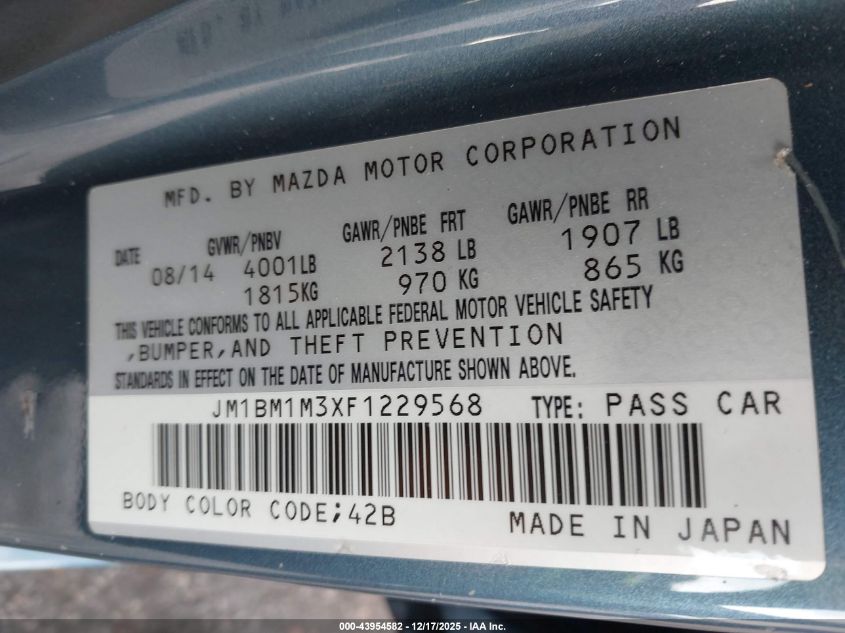 MFD. BY MAZDA MOTOR CORPORATION
DATE GVWR/PNBV GAWR/PNBE FRT GAWR/PNBE RR
08/14 4001LB 2138 LB 1907 LB
1815KG 970 KG 865 KG
THIS VEHICLE CONFORMS TO ALL APPLICABLE FEDERAL MOTOR VEHICLE SAFETY
,BUMPER,AND THEFT PREVENTION
STANDARDS IN EFFECT ON THE DATE OF MANUFACTURE SHOWN ABOVE.
JM1BM1M3XF1229568 TYPE: PASS CAR
BODY COLOR CODE;42B MADE IN JAPAN
000-43954582 - 12/17/2025 - IAA Inc.